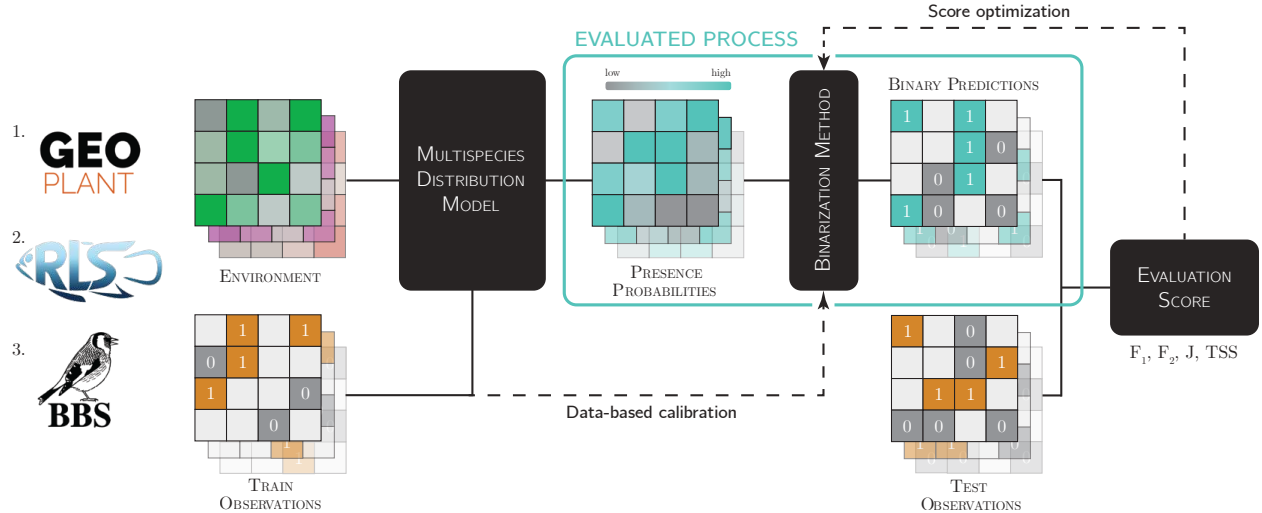 Score optimization
EVALUATED PROCESS
low
high
1.
GEO
PLANT
2.
RLS
3.
BBS
ENVIRONMENT
MULTISPECIES
DISTRIBUTION
MODEL
PRESENCE
PROBABILITIES
BINARIZATION METHOD
BINARY PREDICTIONS
1 1
1 0
0 1
1 0 0
EVALUATION
SCORE
F1, F2, J, TSS
1 1
0 1
1 0
0
TRAIN
OBSERVATIONS
Data-based calibration
1 0
0 1
1 1
0 0 0
TEST
OBSERVATIONS